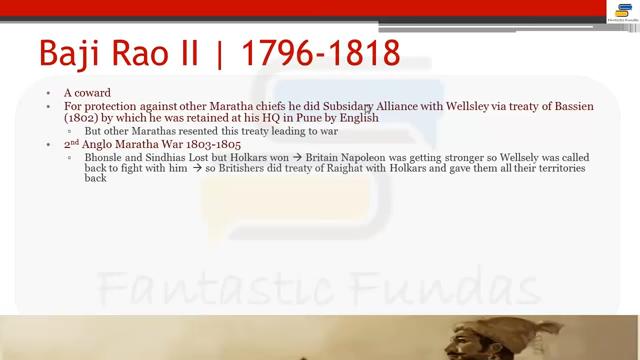 Baji Rao II | 1796-1818
• A coward
• For protection against other Maratha chiefs he did Subsidary Alliance with Wellsley via treaty of Bassien
(1802) by which he was retained at his HQ in Pune by English
▫ But other Marathas resented this treaty leading to war
• 2nd Anglo Maratha War 1803-1805
▫ Bhonsle and Sindhias Lost but Holkars won → Britain Napoleon was getting stronger so Wellsely was called
back to fight with him → so Britishers did treaty of Raighat with Holkars and gave them all their territories
back
Fantastic Fundas